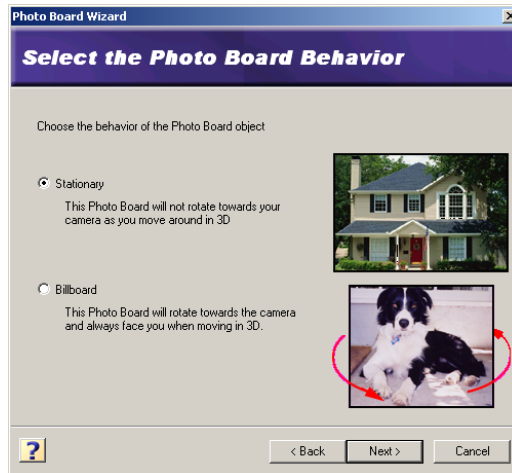 Photo Board Wizard
Select the Photo Board Behavior
Choose the behavior of the Photo Board object
Stationary
This Photo Board will not rotate towards your
camera as you move around in 3D
Billboard
This Photo Board will rotate towards the camera
and always face you when moving in 3D.
?
< Back
Next >
Cancel